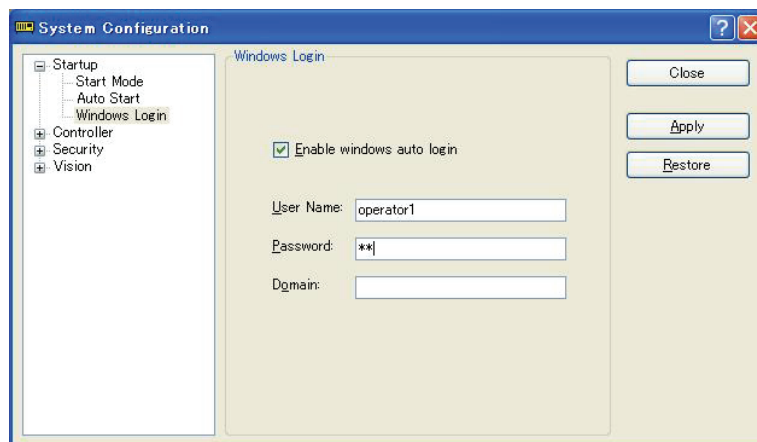 System Configuration
Startup
Start Mode
Auto Start
Windows Login
Controller
Security
Vision
Windows Login
Enable windows auto login
User Name: operator1
Password: **
Domain:
Close
Apply
Restore